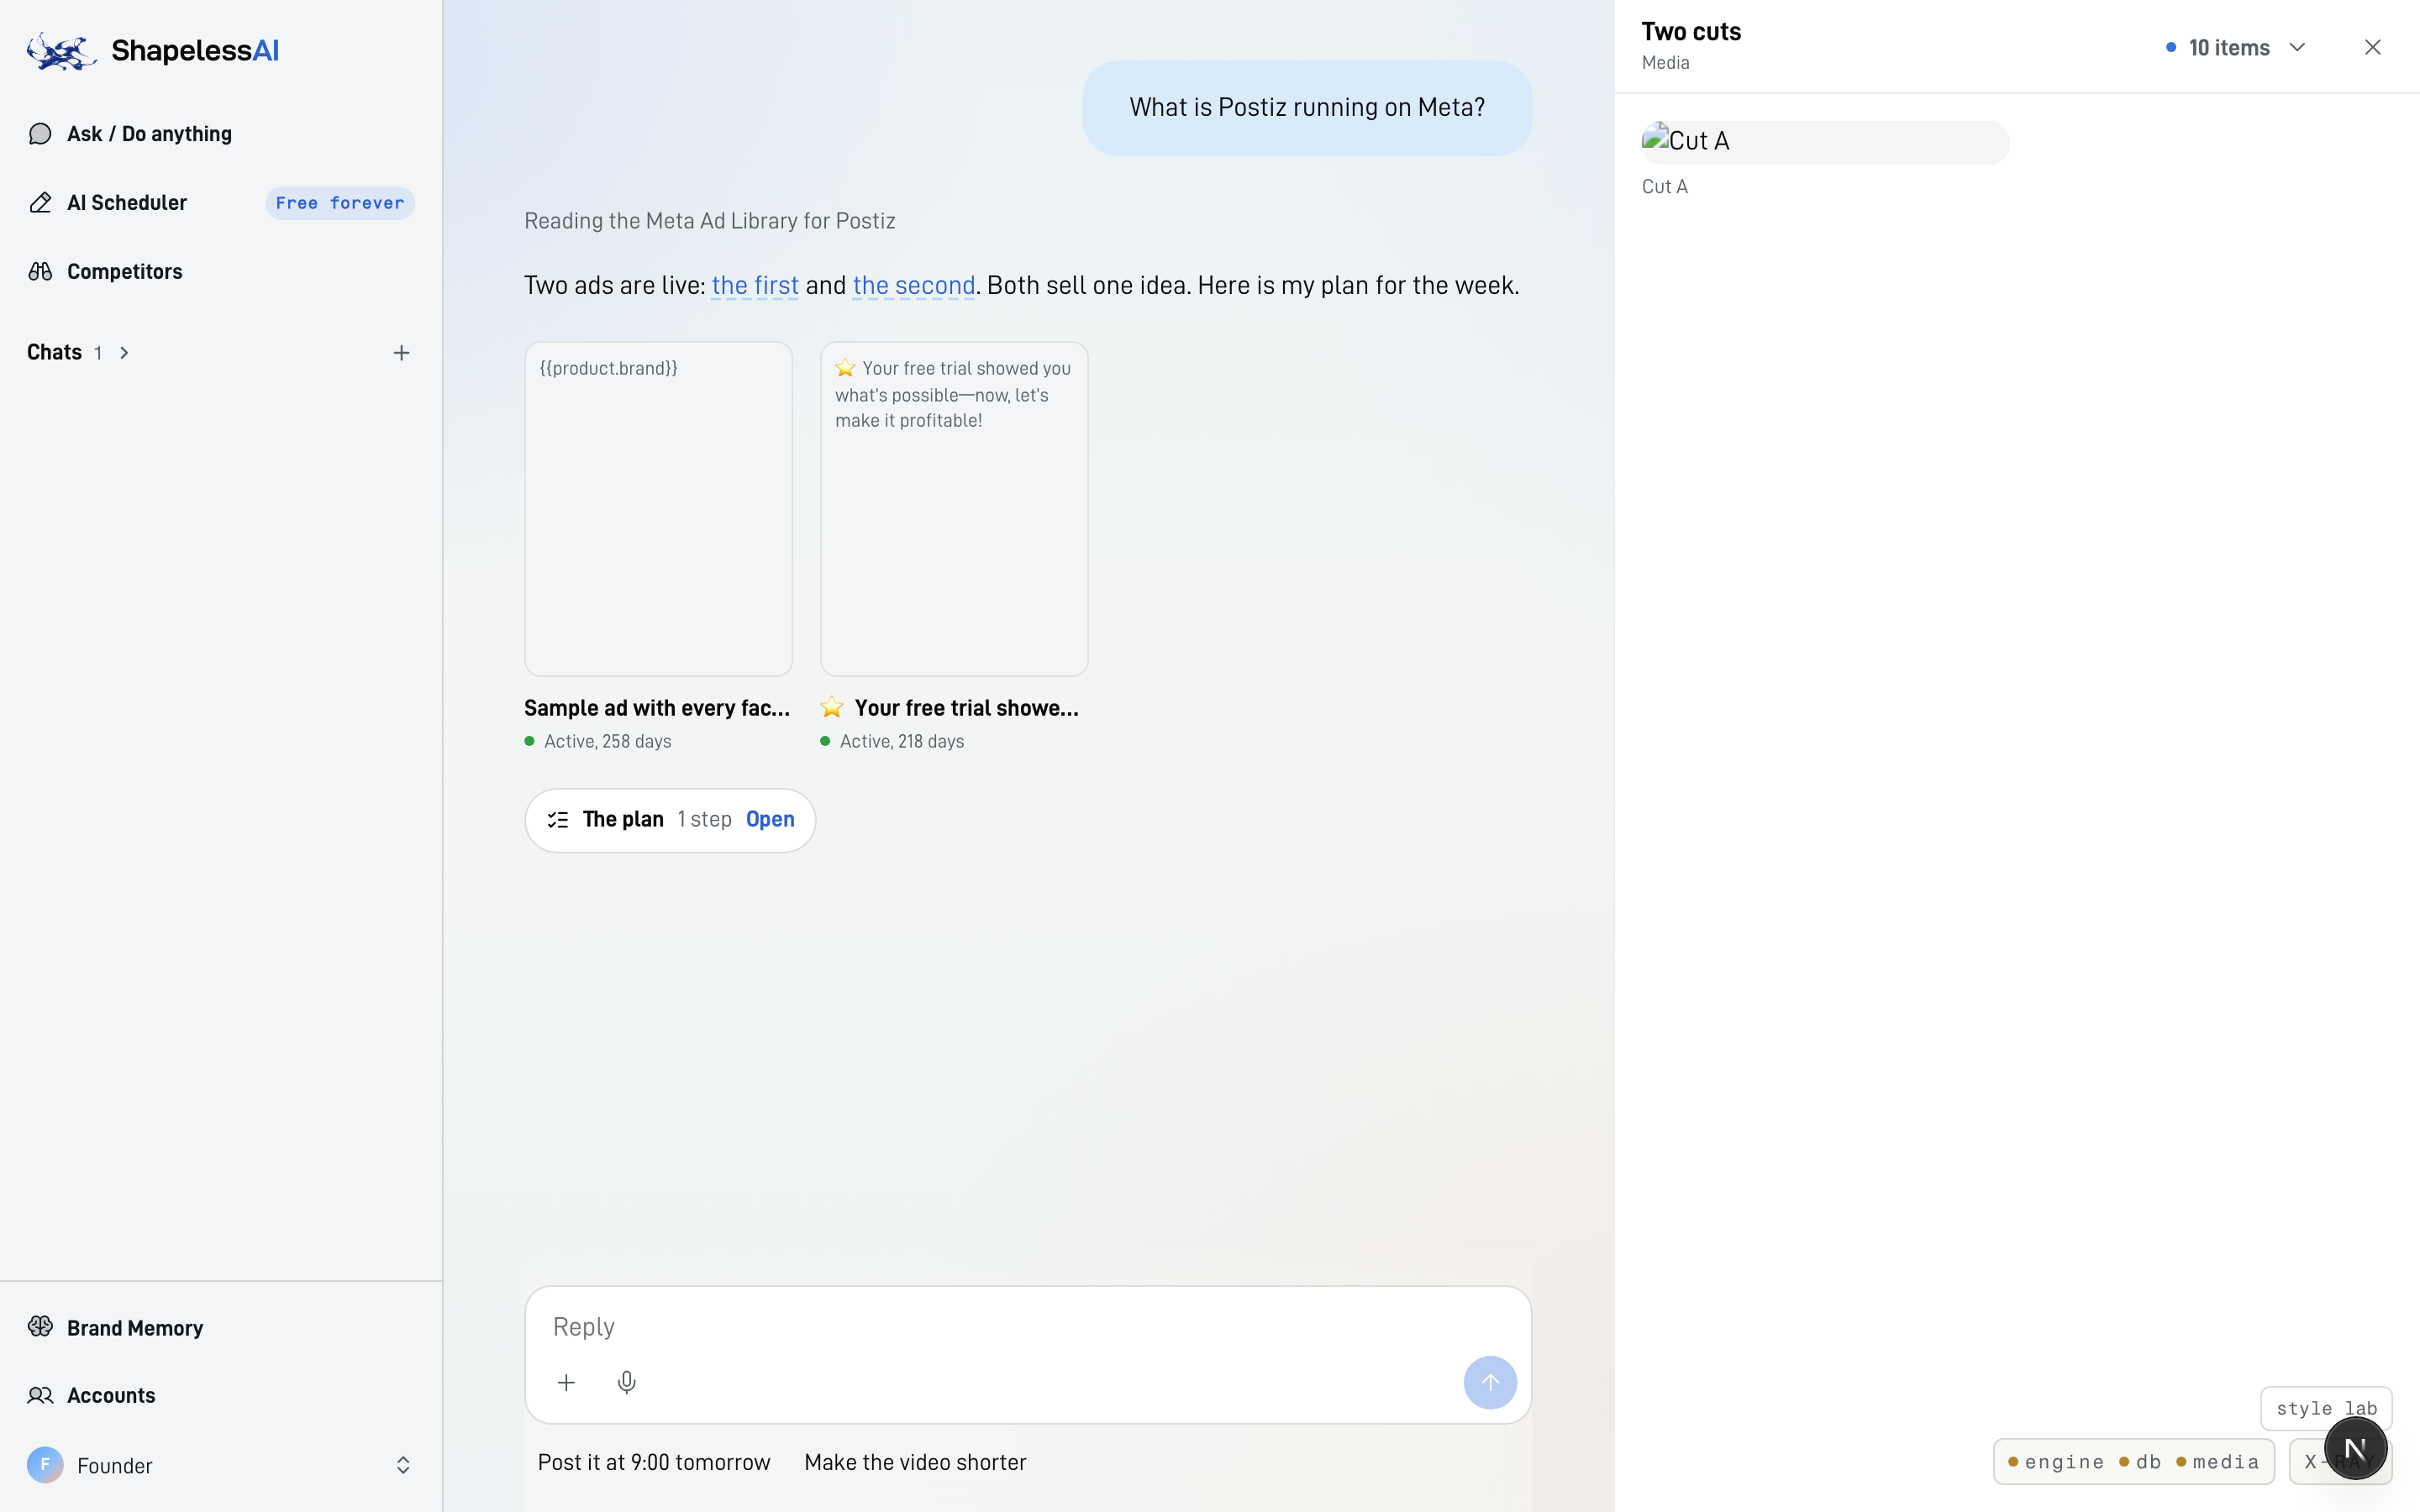 ShapelessAI
Ask / Do anything
AI Scheduler
Free forever
Competitors
Chats 1
Brand Memory
Accounts
F
Founder
What is Postiz running on Meta?
Reading the Meta Ad Library for Postiz
Two ads are live: the first and the second. Both sell one idea. Here is my plan for the week.
{{product.brand}}
⭐ Your free trial showed you
what's possible—now, let's
make it profitable!
Sample ad with every fac...
Active, 258 days
⭐ Your free trial showe...
Active, 218 days
The plan 1 step Open
Reply
Post it at 9:00 tomorrow
Make the video shorter
Two cuts
Media
10 items
Cut A
Cut A
style lab
engine db media
N